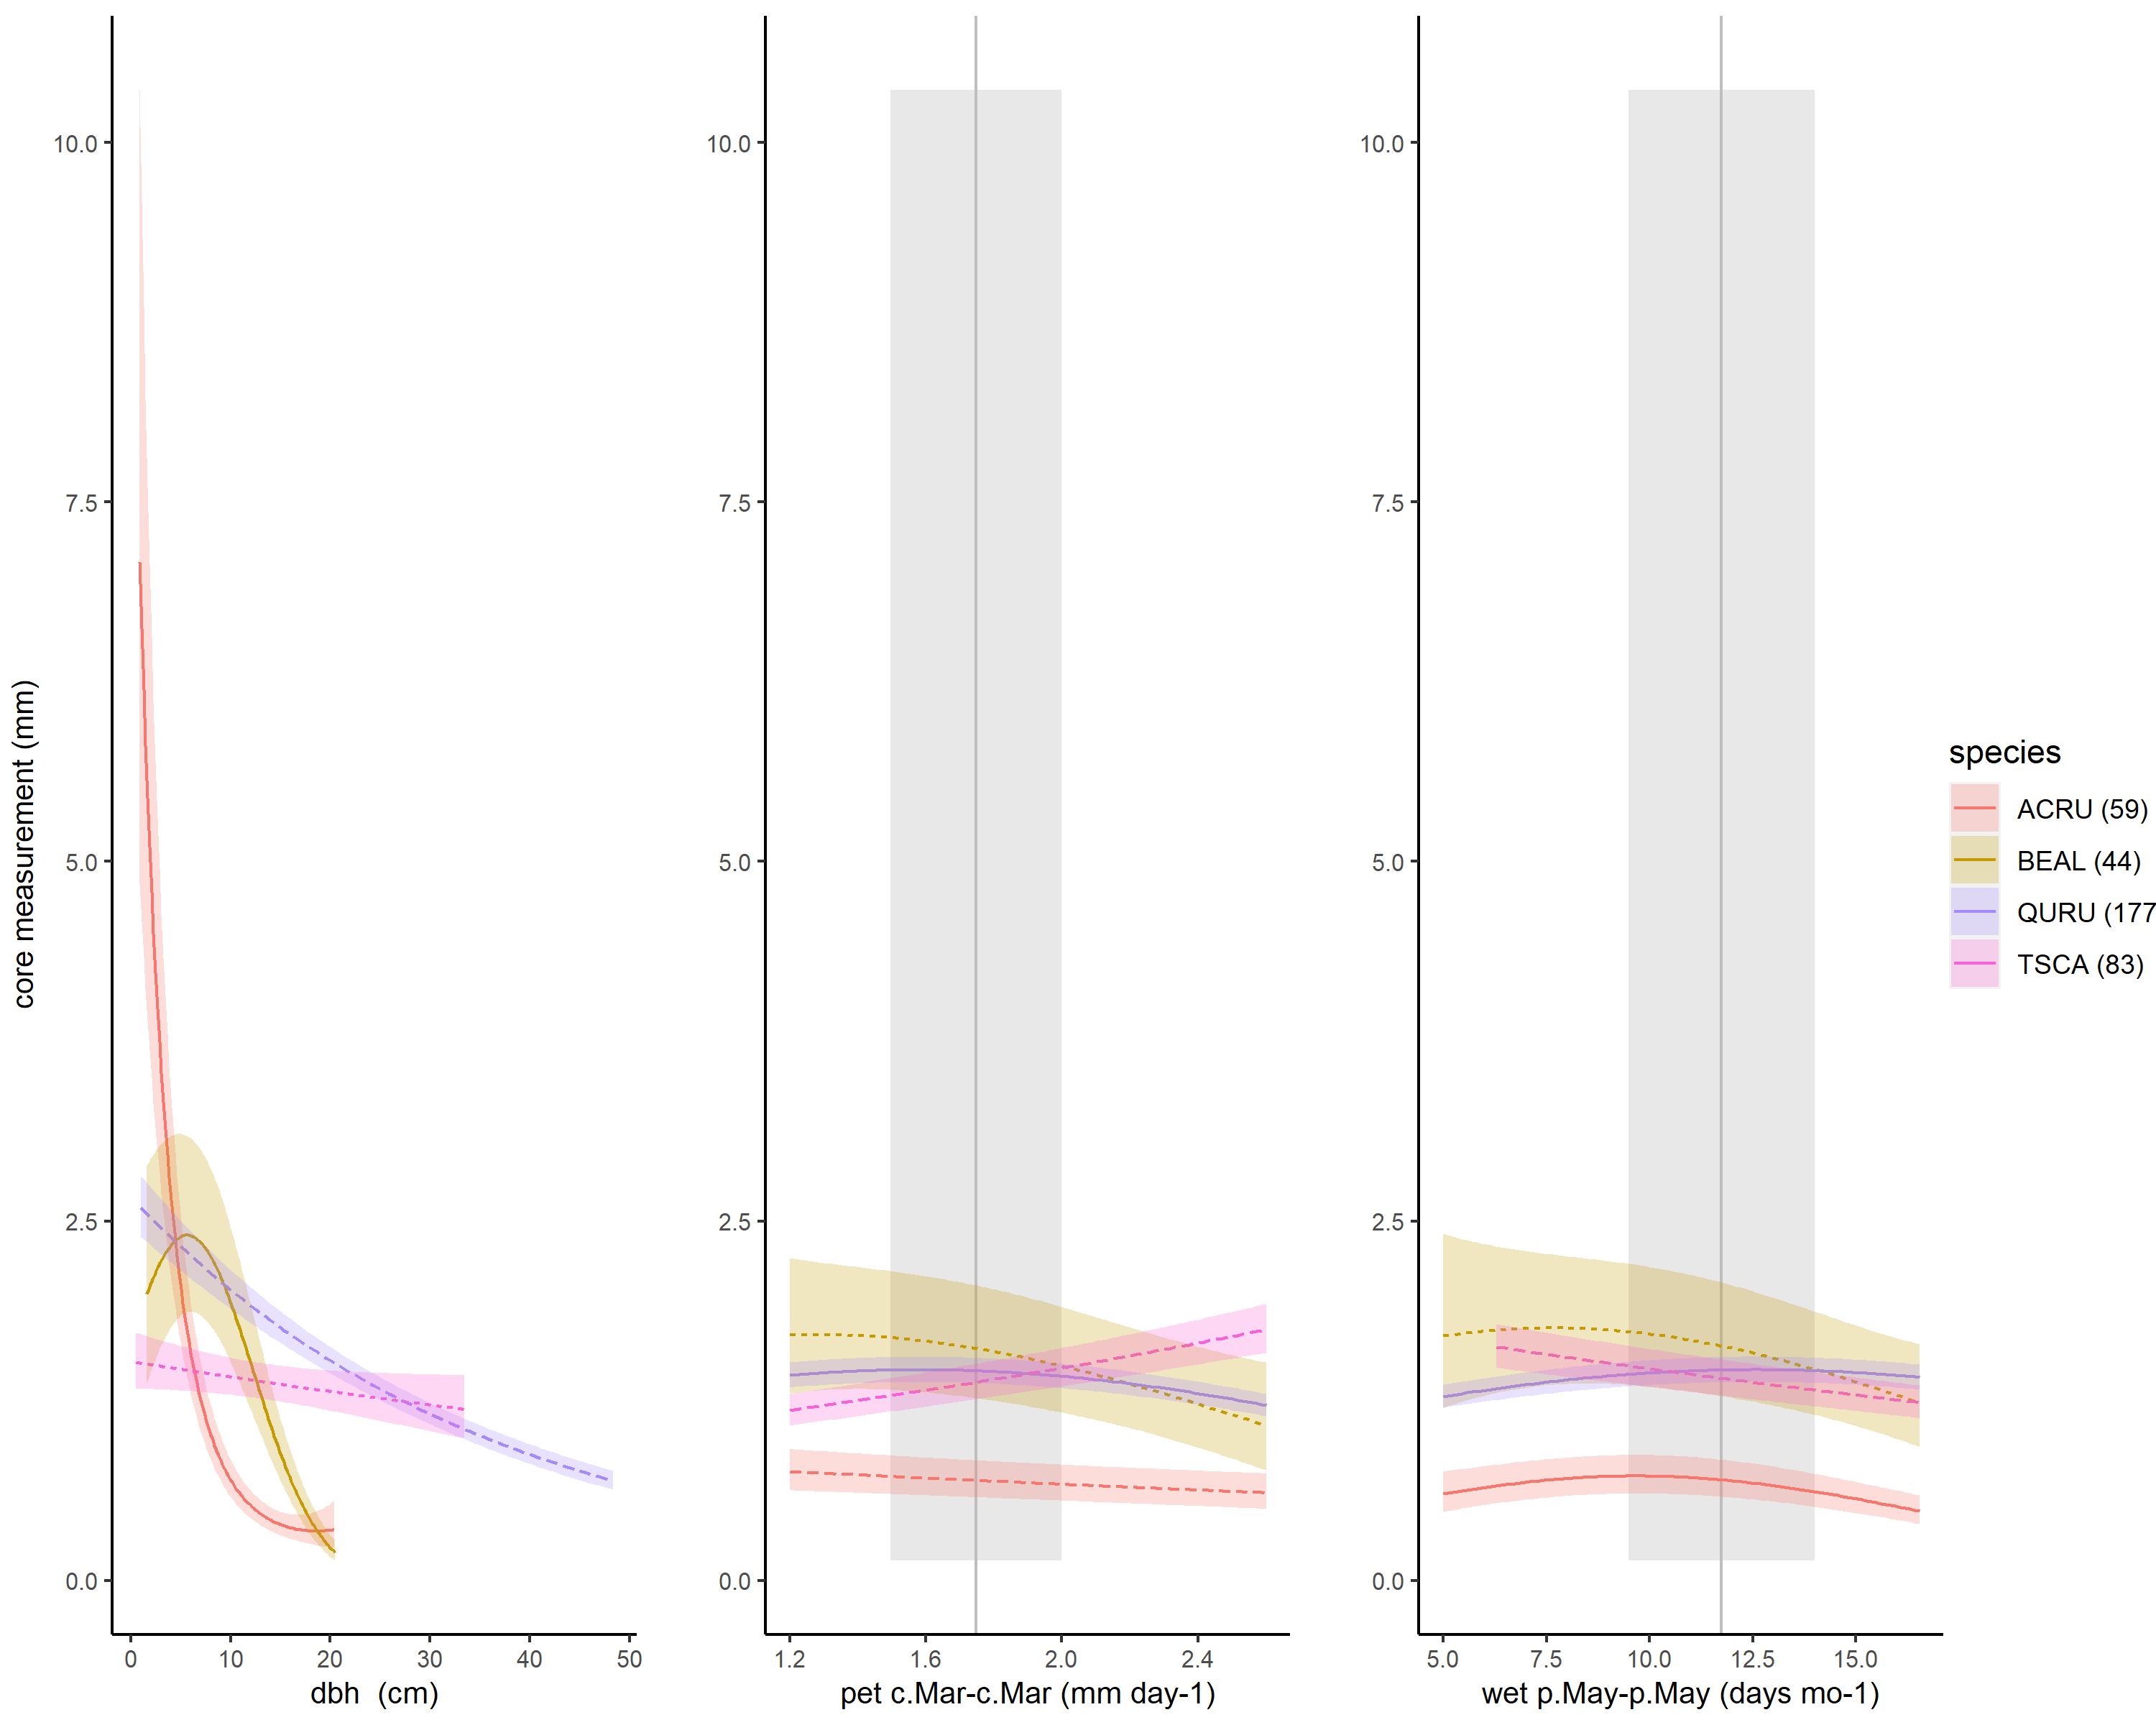 core measurement (mm)
10.0
7.5
5.0
2.5
0.0
0 10 20 30 40 50
dbh  (cm)
10.0
7.5
5.0
2.5
0.0
1.2 1.6 2.0 2.4
pet c.Mar-c.Mar (mm day-1)
10.0
7.5
5.0
2.5
0.0
5.0 7.5 10.0 12.5 15.0
wet p.May-p.May (days mo-1)
species
ACRU (59)
BEAL (44)
QURU (177
TSCA (83)